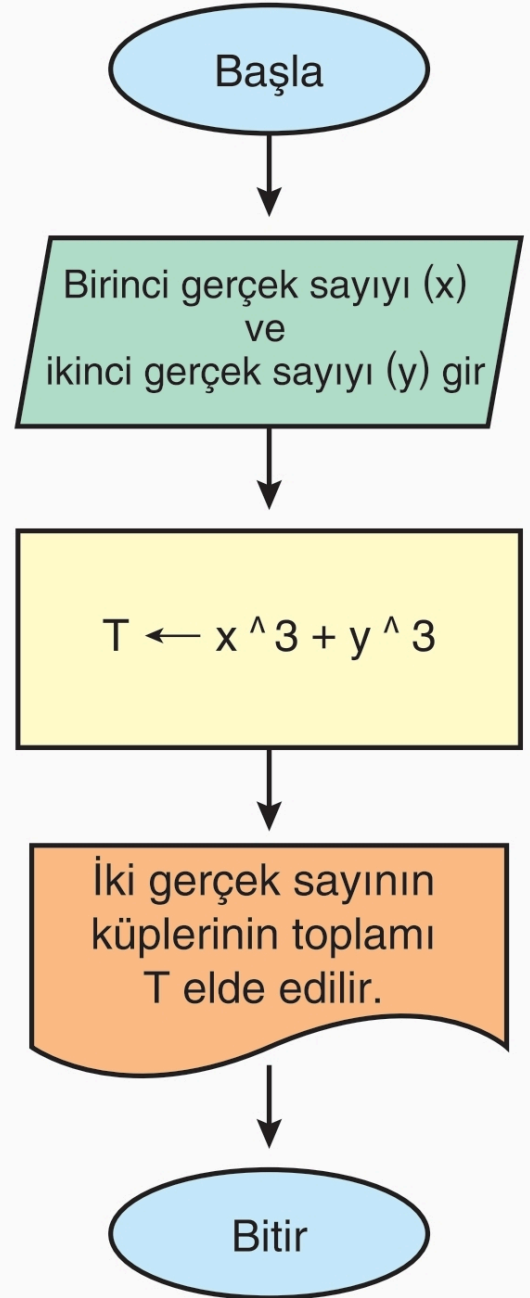 Başla
Birinci gerçek sayıyı (x)
ve
ikinci gerçek sayıyı (y) gir
T ← x ^ 3 + y ^ 3
İki gerçek sayının
küplerinin toplamı
T elde edilir.
Bitir